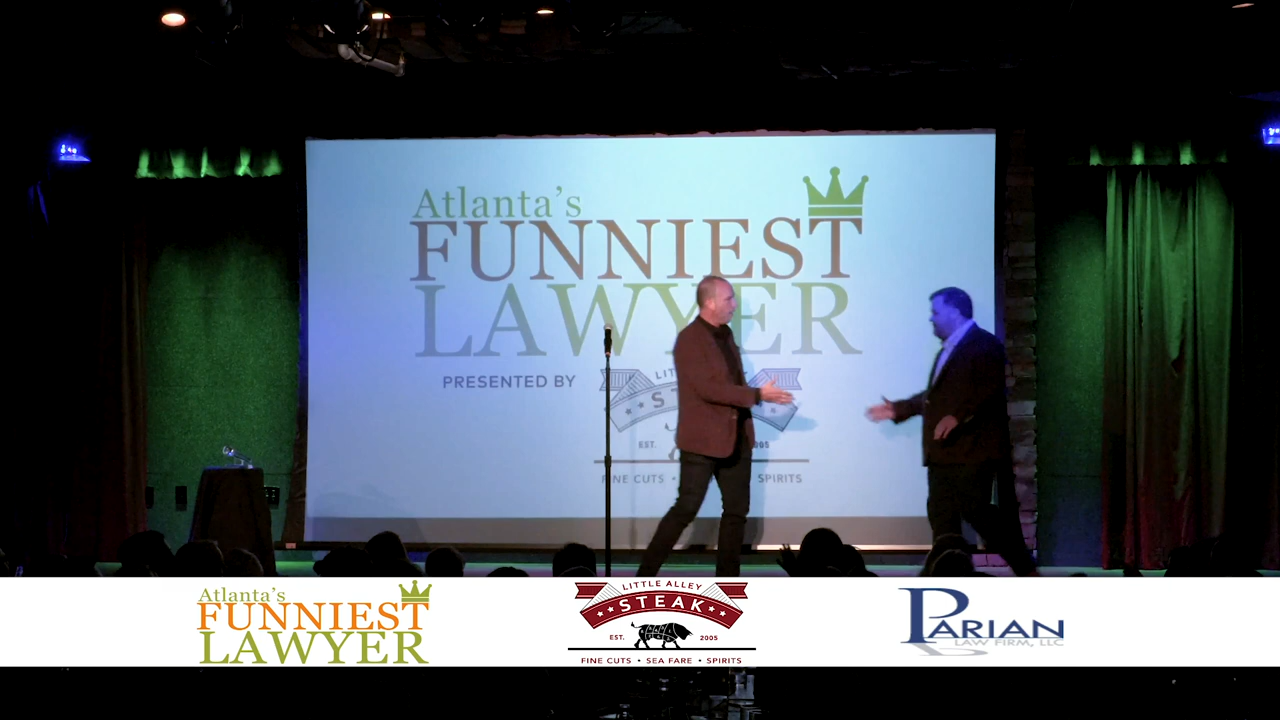 Atlanta's
FUNNIEST
LAWYER
PRESENTED BY
EST.
FINE CUTS • SPIRITS
Atlanta's
FUNNIEST
LAWYER
LITTLE ALLEY
STEAK
EST. 2005
FINE CUTS • SEA FARE • SPIRITS
PARIAN
LAW FIRM, LLC